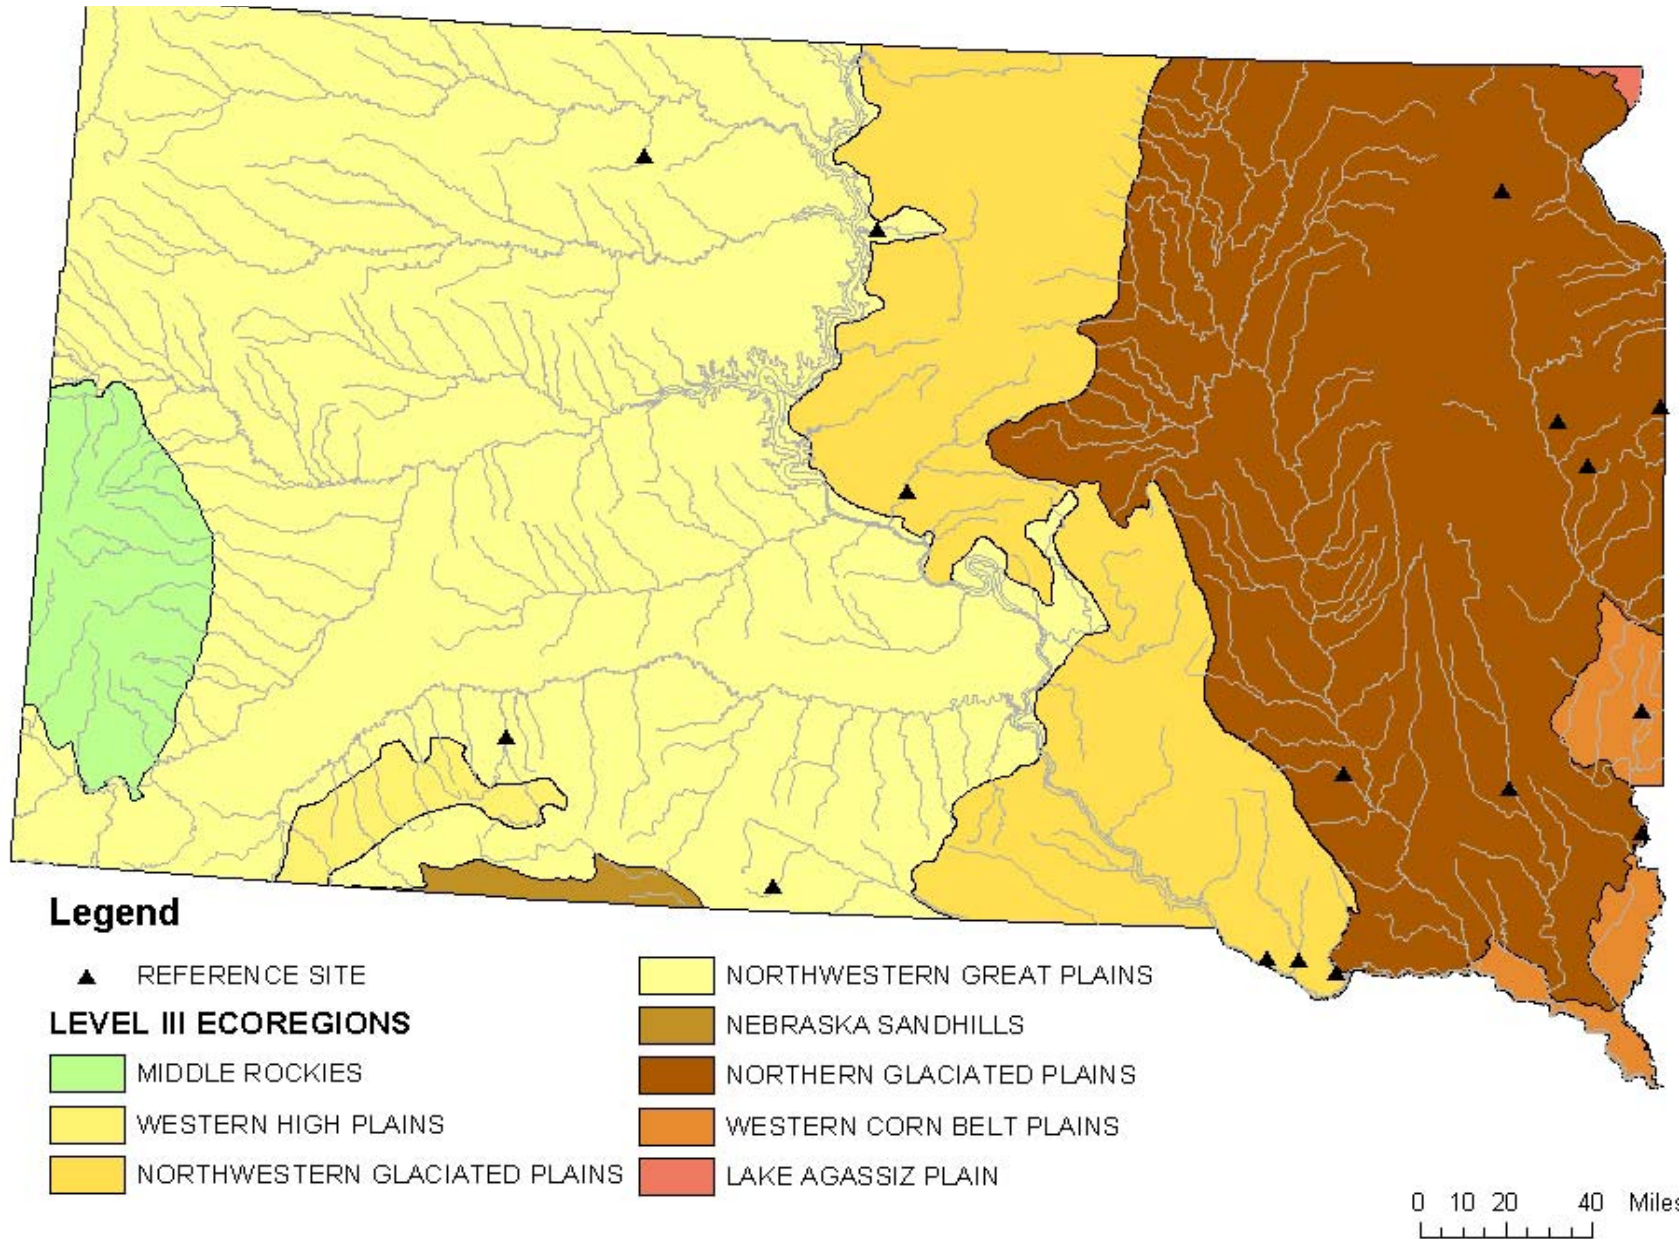 Legend
REFERENCE SITE
LEVEL III ECOREGIONS
MIDDLE ROCKIES
WESTERN HIGH PLAINS
NORTHWESTERN GLACIATED PLAINS
NORTHWESTERN GREAT PLAINS
NEBRASKA SANDHILLS
NORTHERN GLACIATED PLAINS
WESTERN CORN BELT PLAINS
LAKE AGASSIZ PLAIN
0 10 20 40 Miles